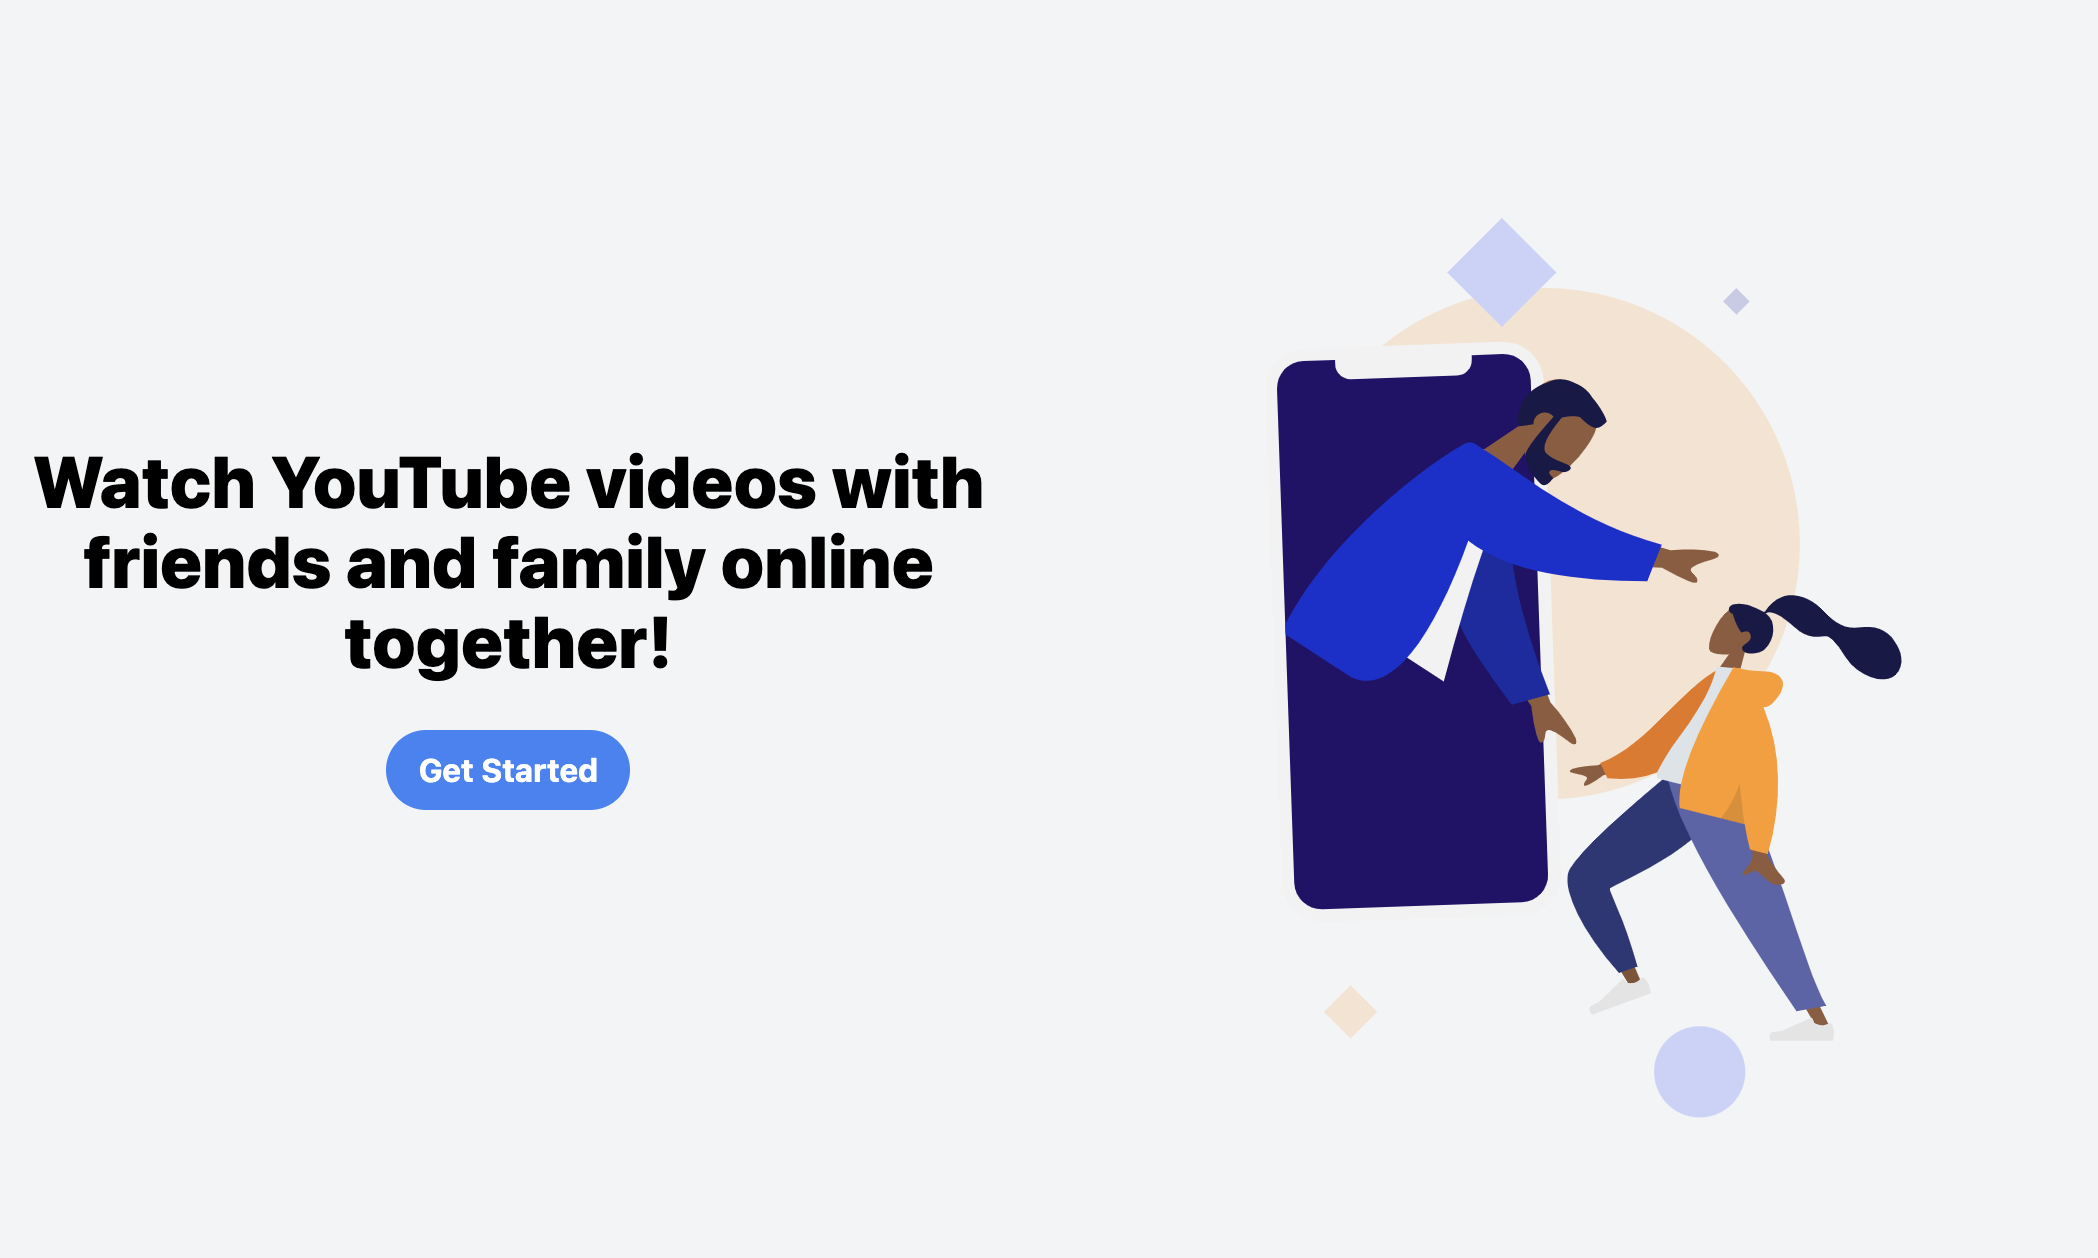 Watch YouTube videos with
friends and family online
together!
Get Started